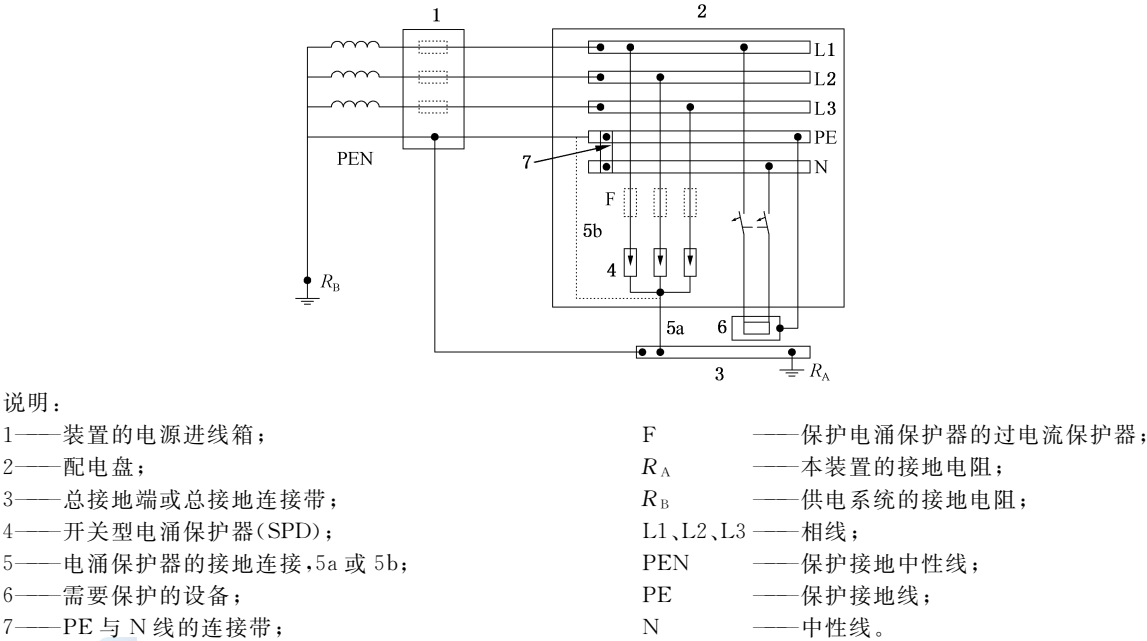 1
2
L1
L2
L3
PE
N
PEN
7
F
5b
4
R_B
5a
6
3
R_A
说明：
1——装置的电源进线箱；
2——配电盘；
3——总接地端或总接地连接带；
4——开关型电涌保护器(SPD)；
5——电涌保护器的接地连接,5a 或 5b；
6——需要保护的设备；
7——PE 与 N 线的连接带；
F ——保护电涌保护器的过电流保护器；
R_A ——本装置的接地电阻；
R_B ——供电系统的接地电阻；
L1、L2、L3 ——相线；
PEN ——保护接地中性线；
PE ——保护接地线；
N ——中性线。